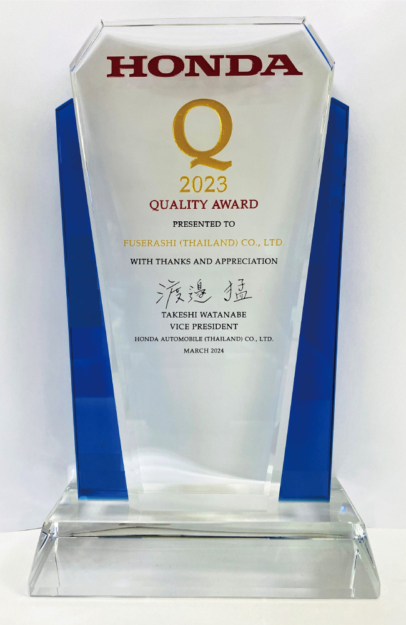 HONDA
Q
2023
QUALITY AWARD
PRESENTED TO
FUSERASHI (THAILAND) CO., LTD
WITH THANKS AND APPRECIATION
渡邉 猛
TAKESHI WATANABE
VICE PRESIDENT
HONDA AUTOMOBILE (THAILAND) CO., LTD.
MARCH 2024